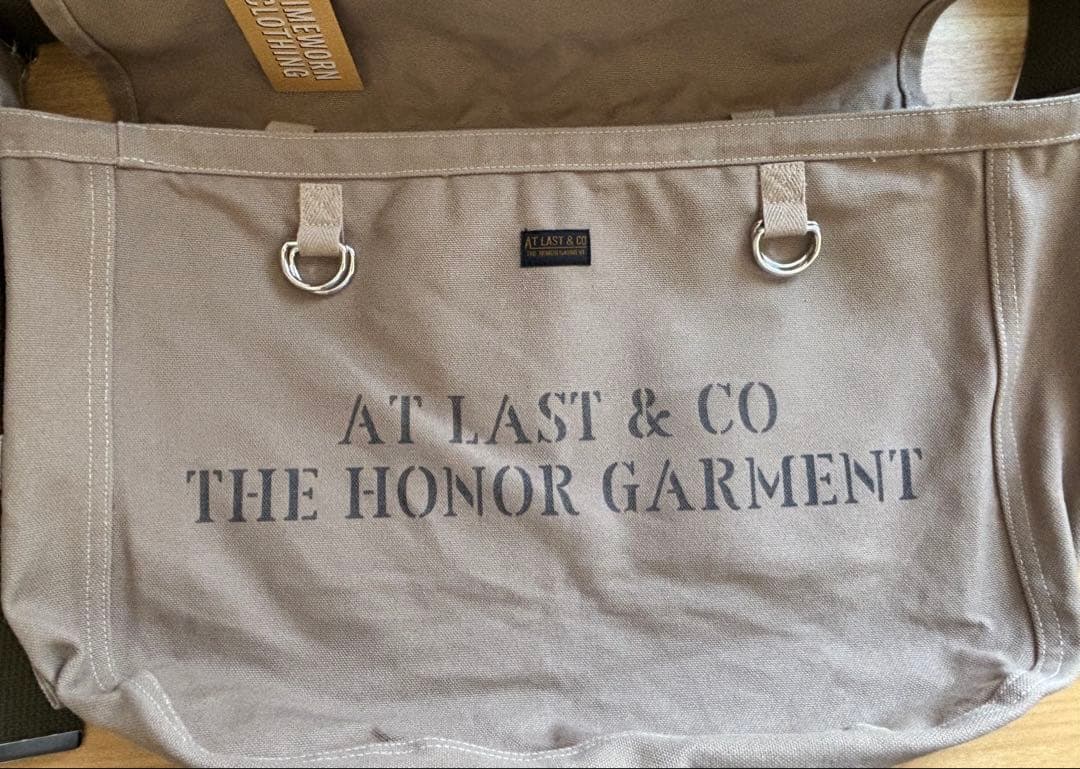 TIMEWORN
CLOTHING
AT LAST & CO
THE HONOR GARMENT
AT LAST & CO
THE HONOR GARMENT